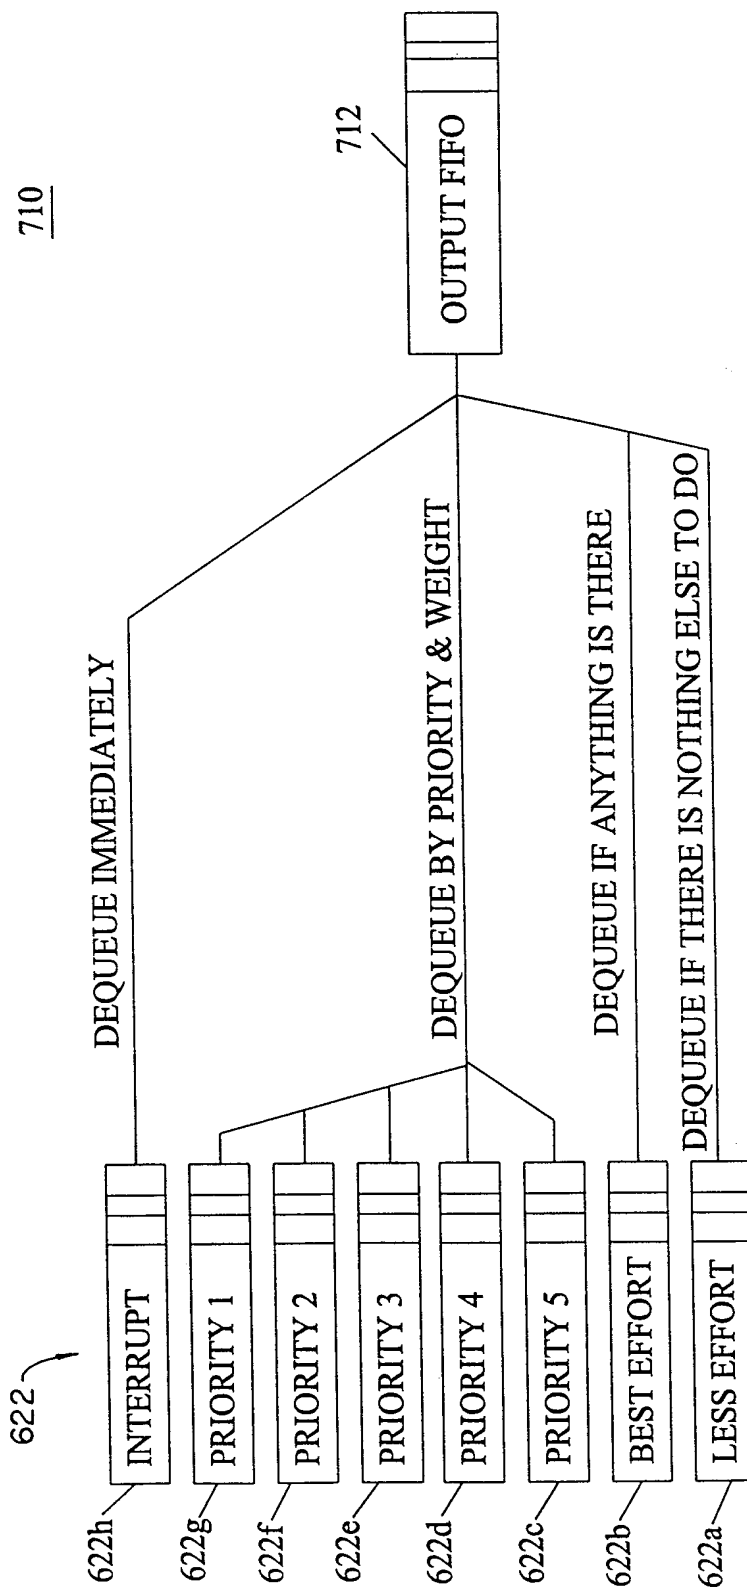 710
622
622h
INTERRUPT
DEQUEUE IMMEDIATELY
622g
PRIORITY 1
622f
PRIORITY 2
622e
PRIORITY 3
622d
PRIORITY 4
DEQUEUE BY PRIORITY & WEIGHT
622c
PRIORITY 5
622b
BEST EFFORT
DEQUEUE IF ANYTHING IS THERE
622a
LESS EFFORT
DEQUEUE IF THERE IS NOTHING ELSE TO DO
712
OUTPUT FIFO